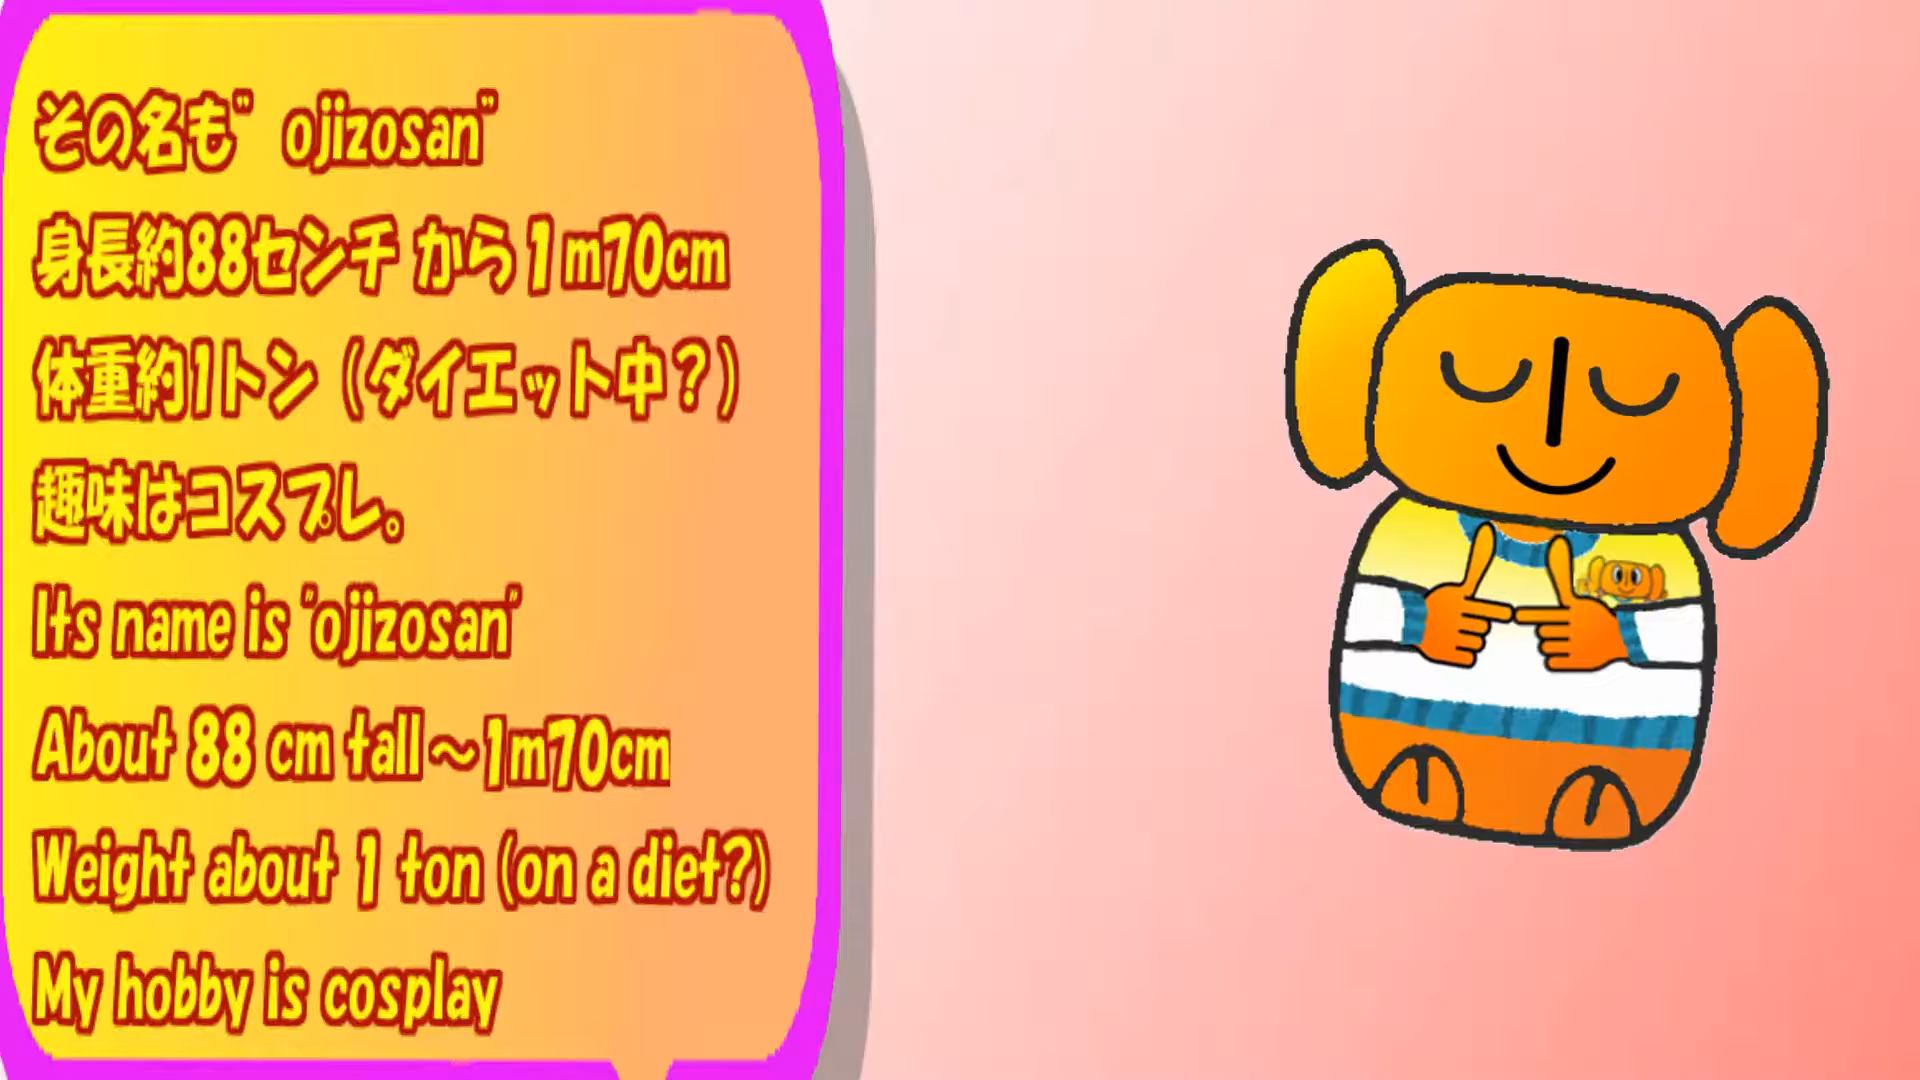 その名も”ojizosan”
身長約88センチから1m70cm
体重約1トン（ダイエット中？）
趣味はコスプレ。
Its name is "ojizosan"
About 88 cm tall～1m70cm
Weight about 1 ton (on a diet?)
My hobby is cosplay